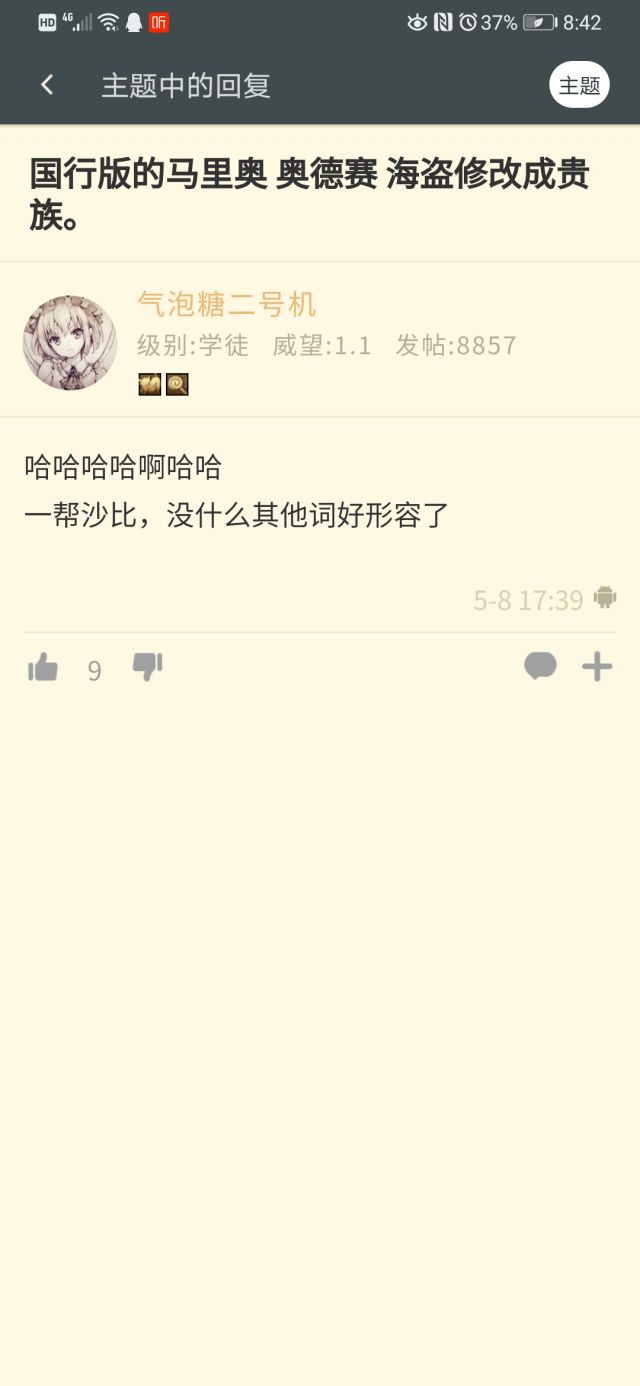 HD 4G 听 37% 8:42
主题中的回复 主题
国行版的马里奥 奥德赛 海盗修改成贵
族。
气泡糖二号机
级别:学徒 威望:1.1 发帖:8857
哈哈哈哈啊哈哈
一帮沙比，没什么其他词好形容了
5-8 17:39
9